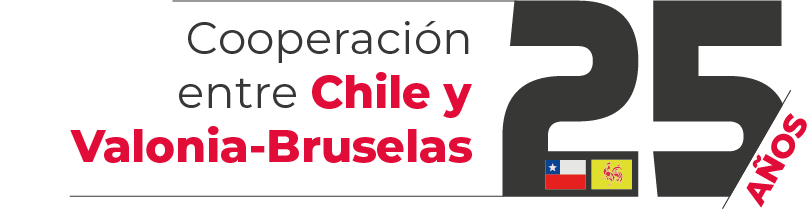 Cooperación
entre Chile y
Valonia-Bruselas
25
AÑOS